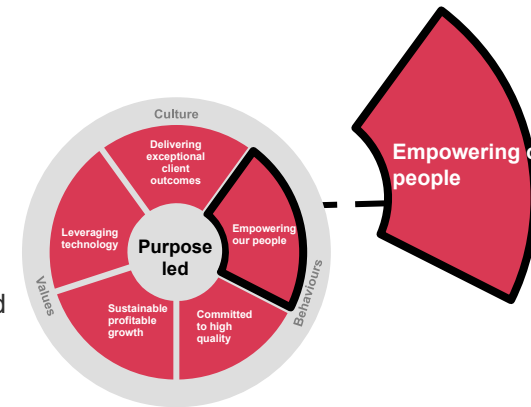 Culture
Delivering
exceptional
client
outcomes
Empowering
people
Leveraging
technology
Purpose
led
Empowering
our people
Values
Sustainable
profitable
growth
Committed
to high
quality
Behaviours